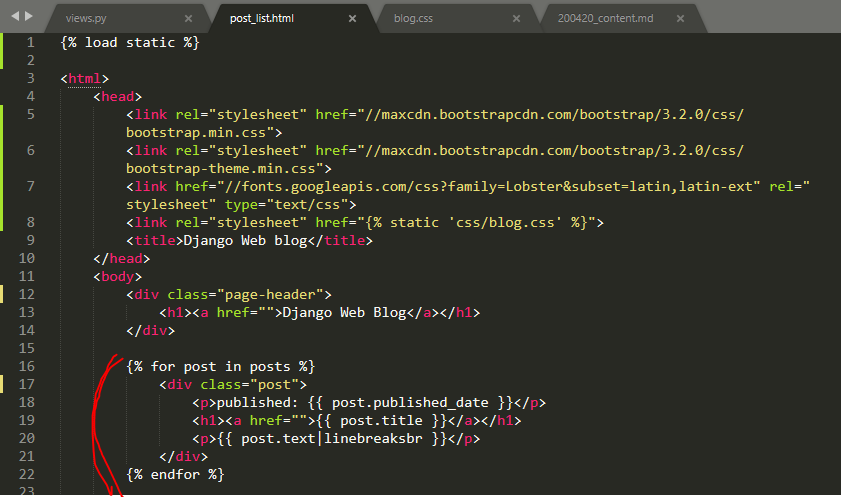 views.py × post_list.html × blog.css × 200420_content.md ×
1 {% load static %}
2
3 <html>
4 <head>
5 <link rel="stylesheet" href="//maxcdn.bootstrapcdn.com/bootstrap/3.2.0/css/
bootstrap.min.css">
6 <link rel="stylesheet" href="//maxcdn.bootstrapcdn.com/bootstrap/3.2.0/css/
bootstrap-theme.min.css">
7 <link href="//fonts.googleapis.com/css?family=Lobster&subset=latin,latin-ext" rel="
stylesheet" type="text/css">
8 <link rel="stylesheet" href="{% static 'css/blog.css' %}">
9 <title>Django Web blog</title>
10 </head>
11 <body>
12 <div class="page-header">
13 <h1><a href="">Django Web Blog</a></h1>
14 </div>
15
16 {% for post in posts %}
17 <div class="post">
18 <p>published: {{ post.published_date }}</p>
19 <h1><a href="">{{ post.title }}</a></h1>
20 <p>{{ post.text|linebreaksbr }}</p>
21 </div>
22 {% endfor %}
23